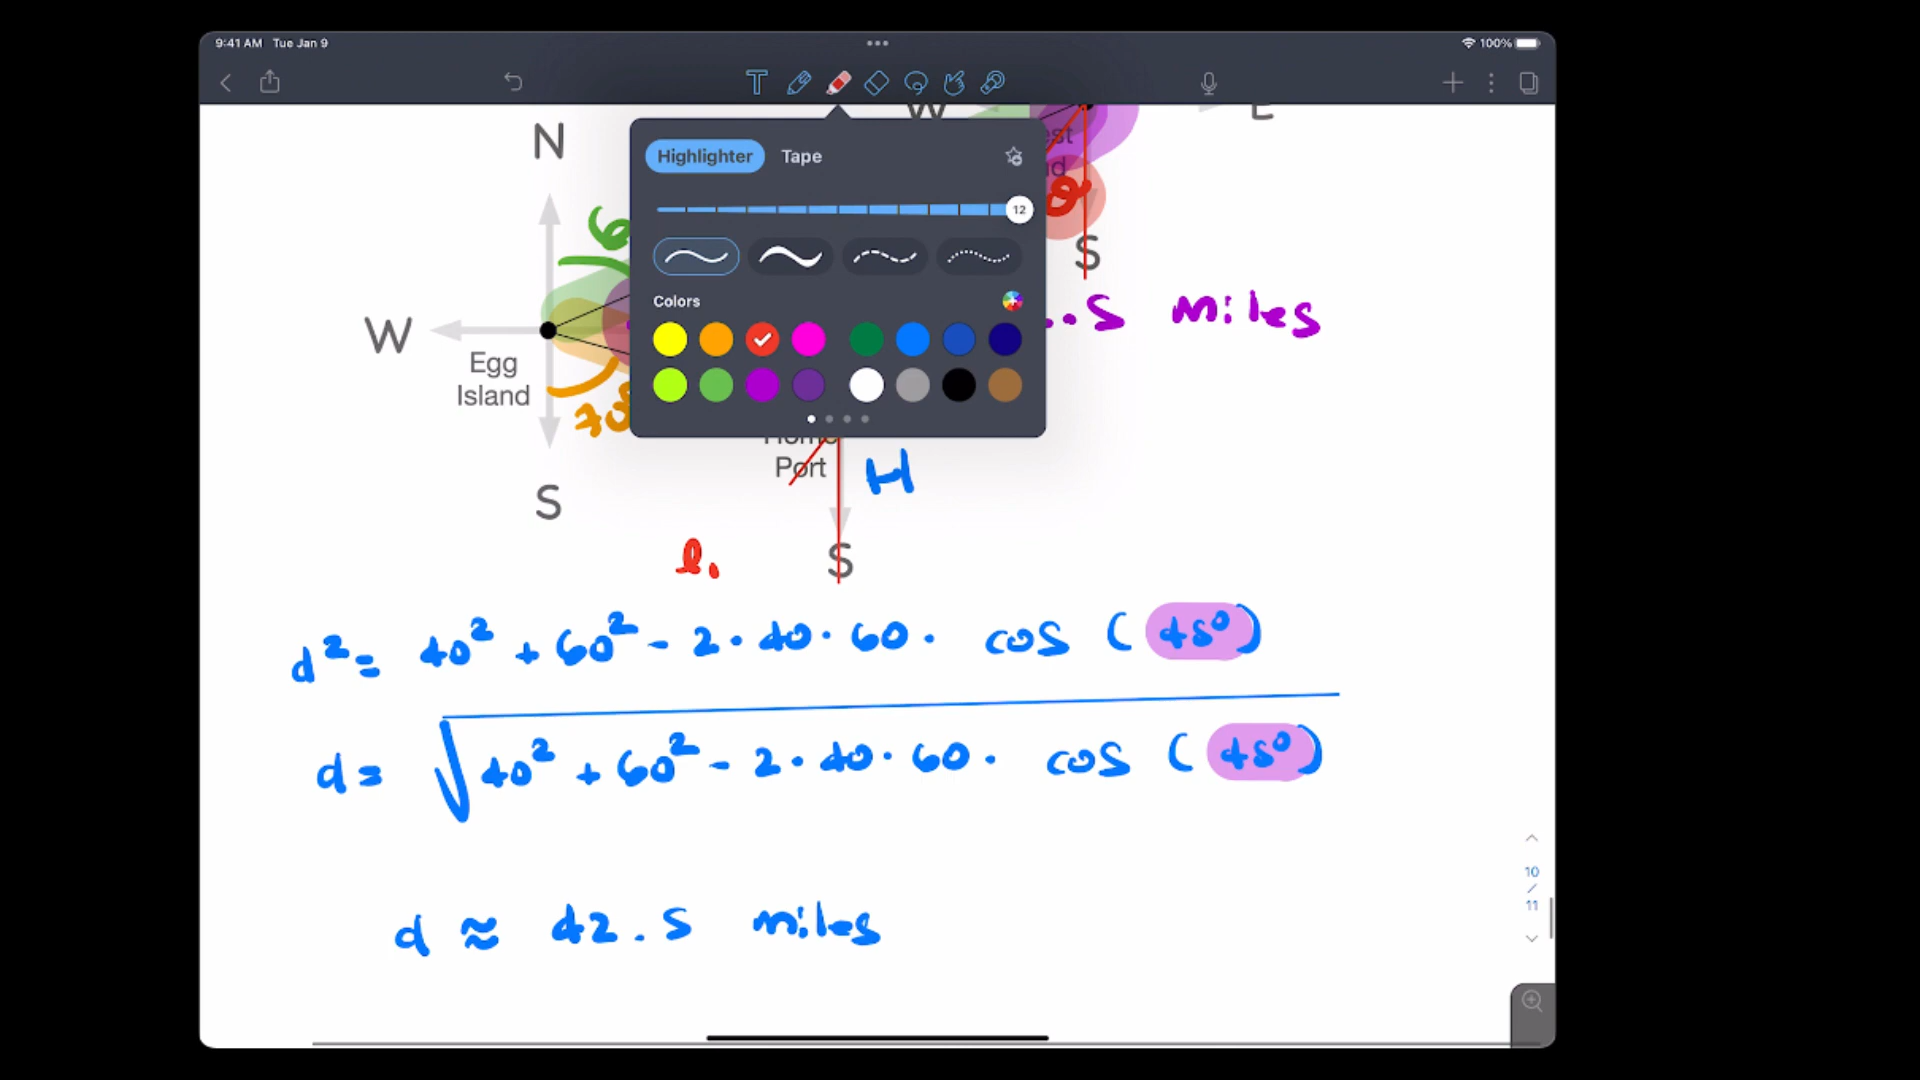 9:41 AM Tue Jan 9
100%
Highlighter Tape
12
Colors
N
W
E
S
miles
W
Egg
Island
70
S
Port
H
S
l.
d² = 40² + 60² - 2 · 40 · 60 · cos (45°)
d = √40² + 60² - 2 · 40 · 60 · cos (45°)
d ≈ 42.5 miles
10
/
11